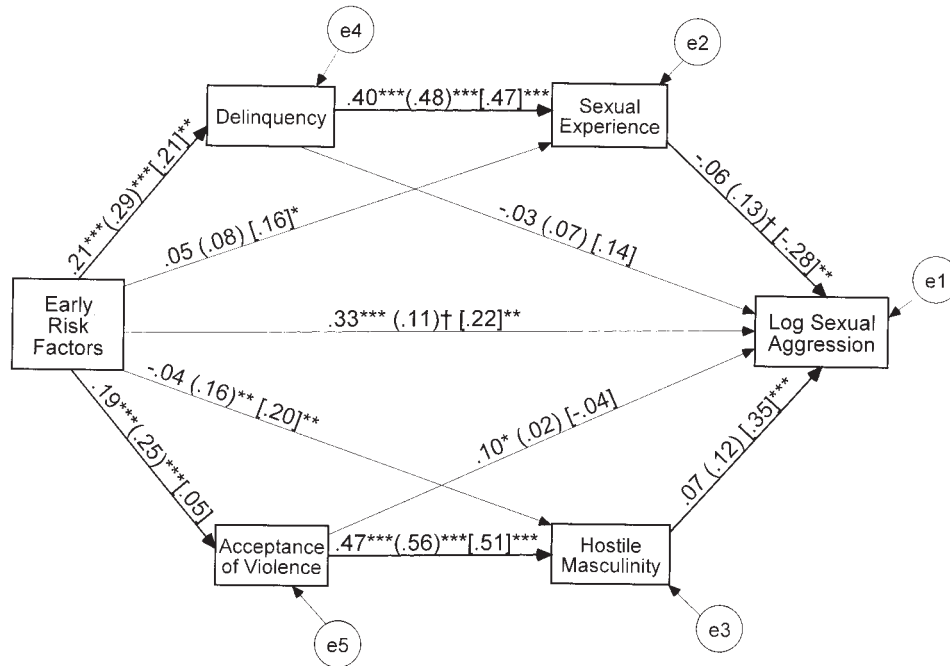 e4
e2
Delinquency
.40***(.48)***[.47]***
Sexual
Experience
.21***(.29)***[.21]**
.05 (.08) [.16]*
-.03 (.07) [.14]
-.06 (.13)† [-.28]**
e1
Early
Risk
Factors
.33*** (.11)† [.22]**
Log Sexual
Aggression
-.04 (.16)** [.20]**
.19***(.25)***[.05]
.10* (.02) [-.04]
.07 (.12) [.35]***
Acceptance
of Violence
.47***(.56)***[.51]***
Hostile
Masculinity
e5
e3